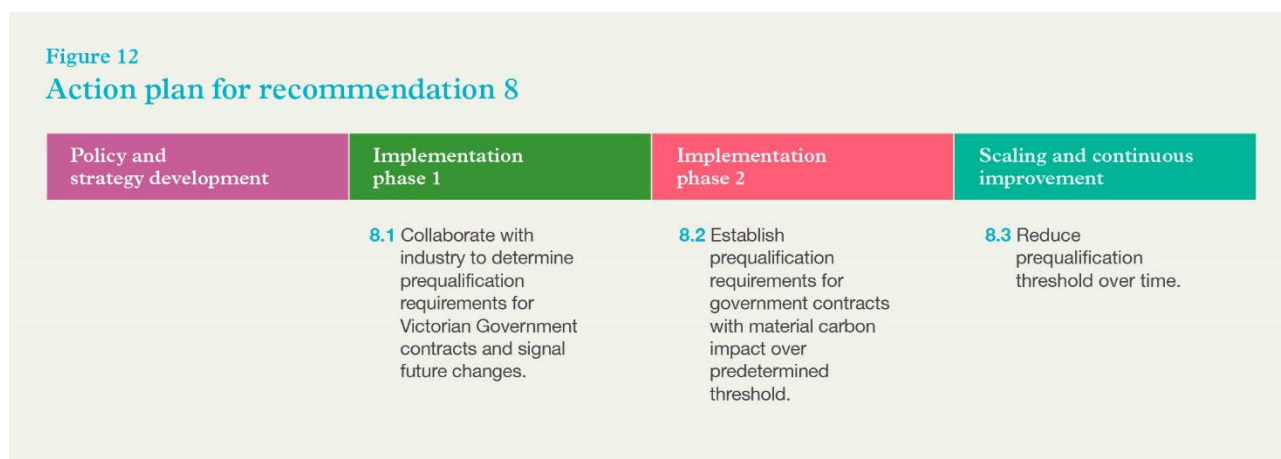 Figure 12
Action plan for recommendation 8
Policy and
strategy development
Implementation
phase 1
Implementation
phase 2
Scaling and continuous
improvement
8.1 Collaborate with
industry to determine
prequalification
requirements for
Victorian Government
contracts and signal
future changes.
8.2 Establish
prequalification
requirements for
government contracts
with material carbon
impact over
predetermined
threshold.
8.3 Reduce
prequalification
threshold over time.